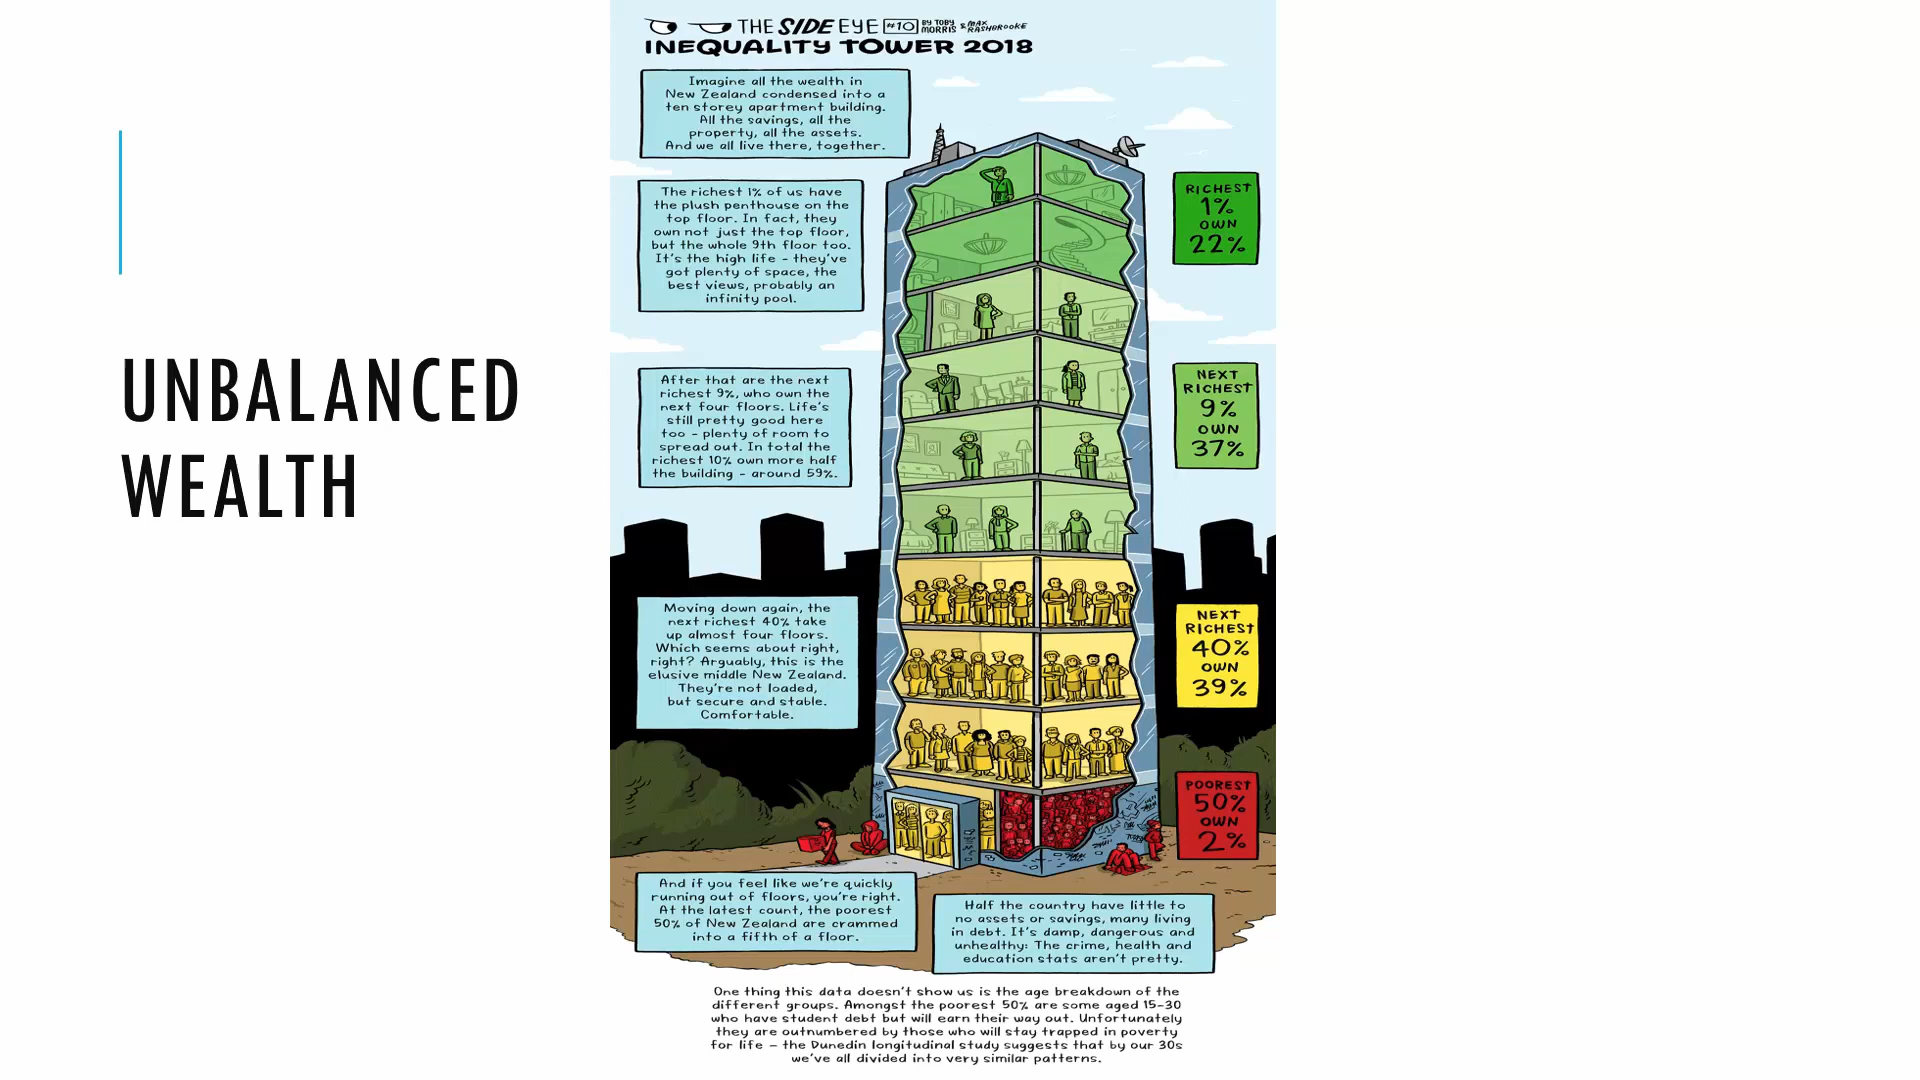 UNBALANCED
WEALTH
THE SIDE EYE #10 BY TOBY MORRIS & MAX RASHBROOKE
INEQUALITY TOWER 2018
Imagine all the wealth in
New Zealand condensed into a
ten storey apartment building.
All the savings, all the
property, all the assets.
And we all live there, together.
The richest 1% of us have
the plush penthouse on the
top floor. In fact, they
own not just the top floor,
but the whole 9th floor too.
It's the high life - they've
got plenty of space, the
best views, probably an
infinity pool.
RICHEST
1%
OWN
22%
After that are the next
richest 9%, who own the
next four floors. Life's
still pretty good here
too - plenty of room to
spread out. In total the
richest 10% own more half
the building - around 59%.
NEXT
RICHEST
9%
OWN
37%
Moving down again, the
next richest 40% take
up almost four floors.
Which seems about right,
right? Arguably, this is the
elusive middle New Zealand.
They're not loaded,
but secure and stable.
Comfortable.
NEXT
RICHEST
40%
OWN
39%
POOREST
50%
OWN
2%
And if you feel like we're quickly
running out of floors, you're right.
At the latest count, the poorest
50% of New Zealand are crammed
into a fifth of a floor.
Half the country have little to
no assets or savings, many living
in debt. It's damp, dangerous and
unhealthy: The crime, health and
education stats aren't pretty.
One thing this data doesn't show us is the age breakdown of the
different groups. Amongst the poorest 50% are some aged 15-30
who have student debt but will earn their way out. Unfortunately
they are outnumbered by those who will stay trapped in poverty
for life – the Dunedin longitudinal study suggests that by our 30s
we've all divided into very similar patterns.